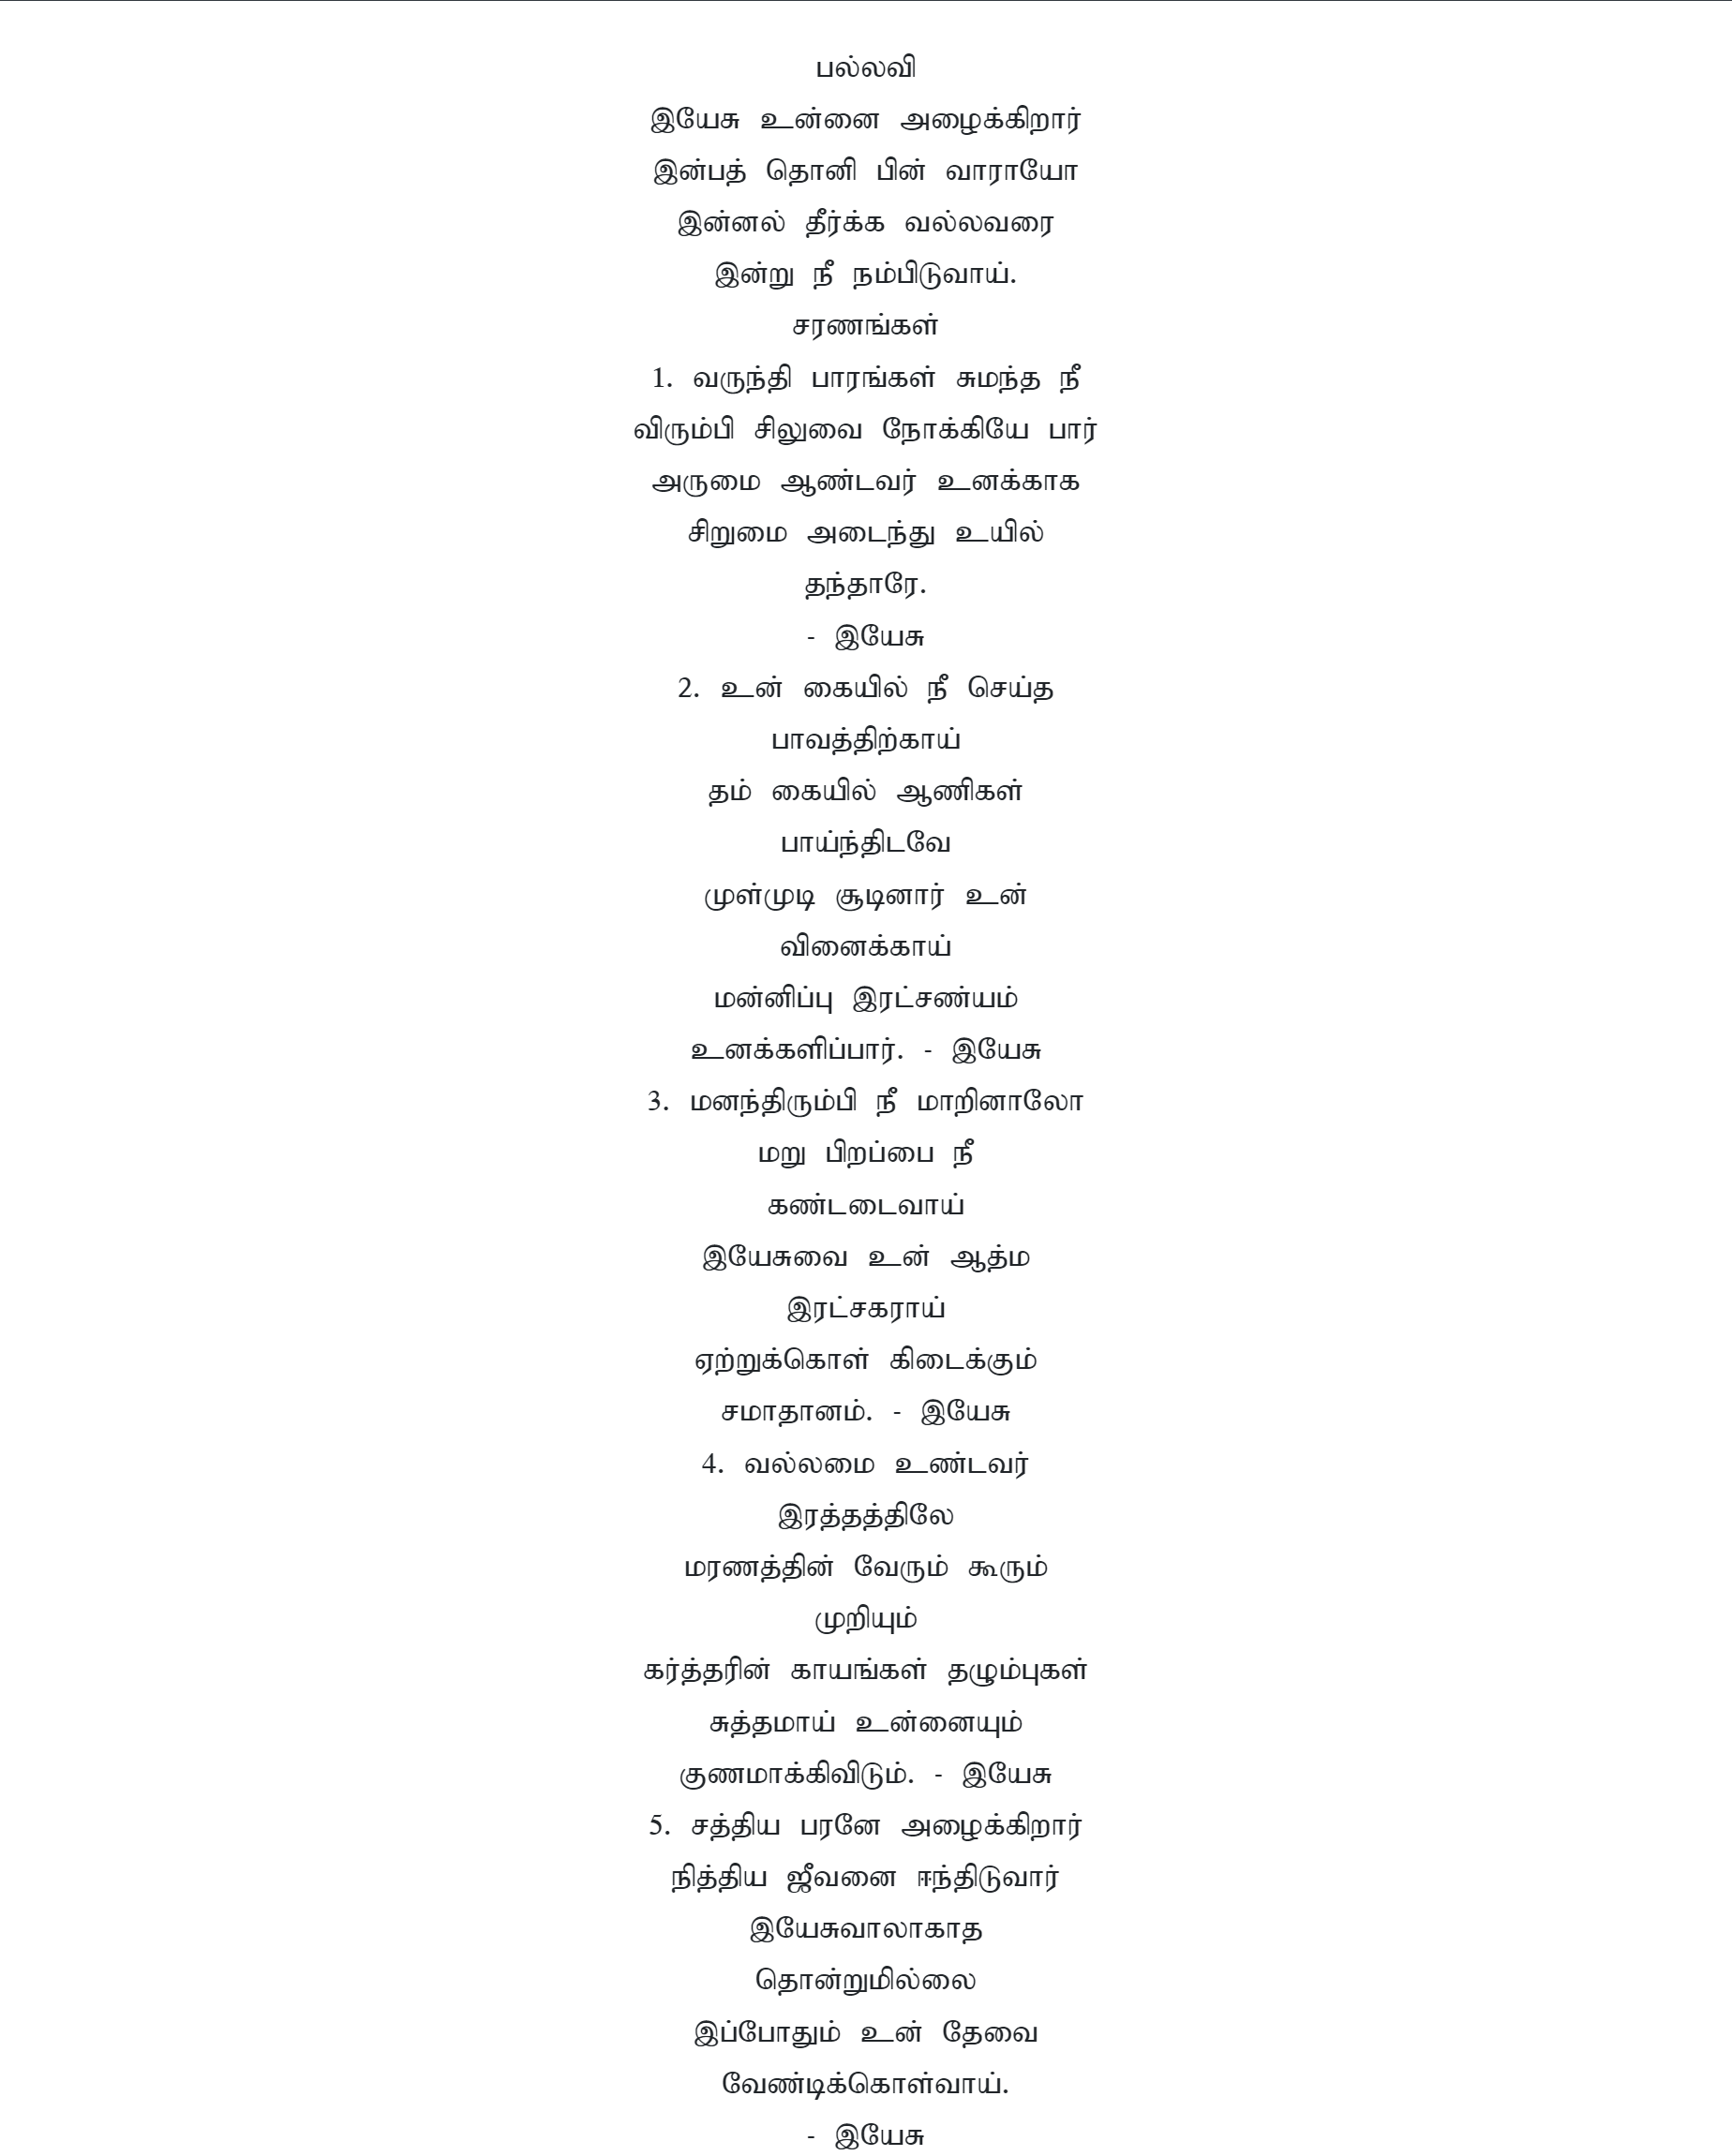 பல்லவி
இயேசு உன்னை அழைக்கிறார்
இன்பத் தொனி பின் வாராயோ
இன்னல் தீர்க்க வல்லவரை
இன்று நீ நம்பிடுவாய்.
சரணங்கள்
1. வருந்தி பாரங்கள் சுமந்த நீ
விரும்பி சிலுவை நோக்கியே பார்
அருமை ஆண்டவர் உனக்காக
சிறுமை அடைந்து உயில்
தந்தாரே.
- இயேசு
2. உன் கையில் நீ செய்த
பாவத்திற்காய்
தம் கையில் ஆணிகள்
பாய்ந்திடவே
முள்முடி சூடினார் உன்
வினைக்காய்
மன்னிப்பு இரட்சண்யம்
உனக்களிப்பார். - இயேசு
3. மனந்திரும்பி நீ மாறினாலோ
மறு பிறப்பை நீ
கண்டடைவாய்
இயேசுவை உன் ஆத்ம
இரட்சகராய்
ஏற்றுக்கொள் கிடைக்கும்
சமாதானம். - இயேசு
4. வல்லமை உண்டவர்
இரத்தத்திலே
மரணத்தின் வேரும் கூரும்
முறியும்
கர்த்தரின் காயங்கள் தழும்புகள்
சுத்தமாய் உன்னையும்
குணமாக்கிவிடும். - இயேசு
5. சத்திய பரனே அழைக்கிறார்
நித்திய ஜீவனை ஈந்திடுவார்
இயேசுவாலாகாத
தொன்றுமில்லை
இப்போதும் உன் தேவை
வேண்டிக்கொள்வாய்.
- இயேசு